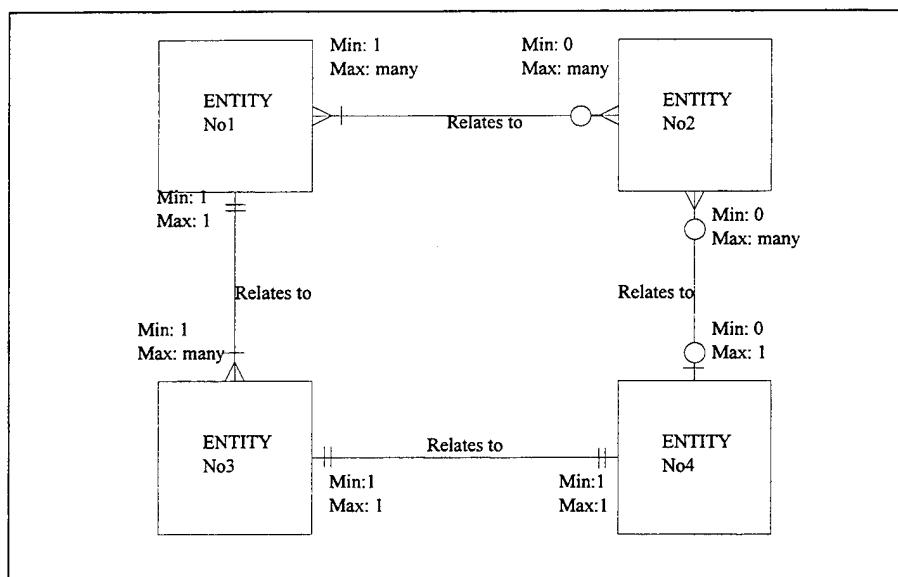 Min: 1
Max: many
Min: 0
Max: many
ENTITY
No1
Relates to
ENTITY
No2
Min: 1
Max: 1
Min: 0
Max: many
Relates to
Relates to
Min: 1
Max: many
Min: 0
Max: 1
ENTITY
No3
Relates to
ENTITY
No4
Min:1
Max: 1
Min:1
Max:1